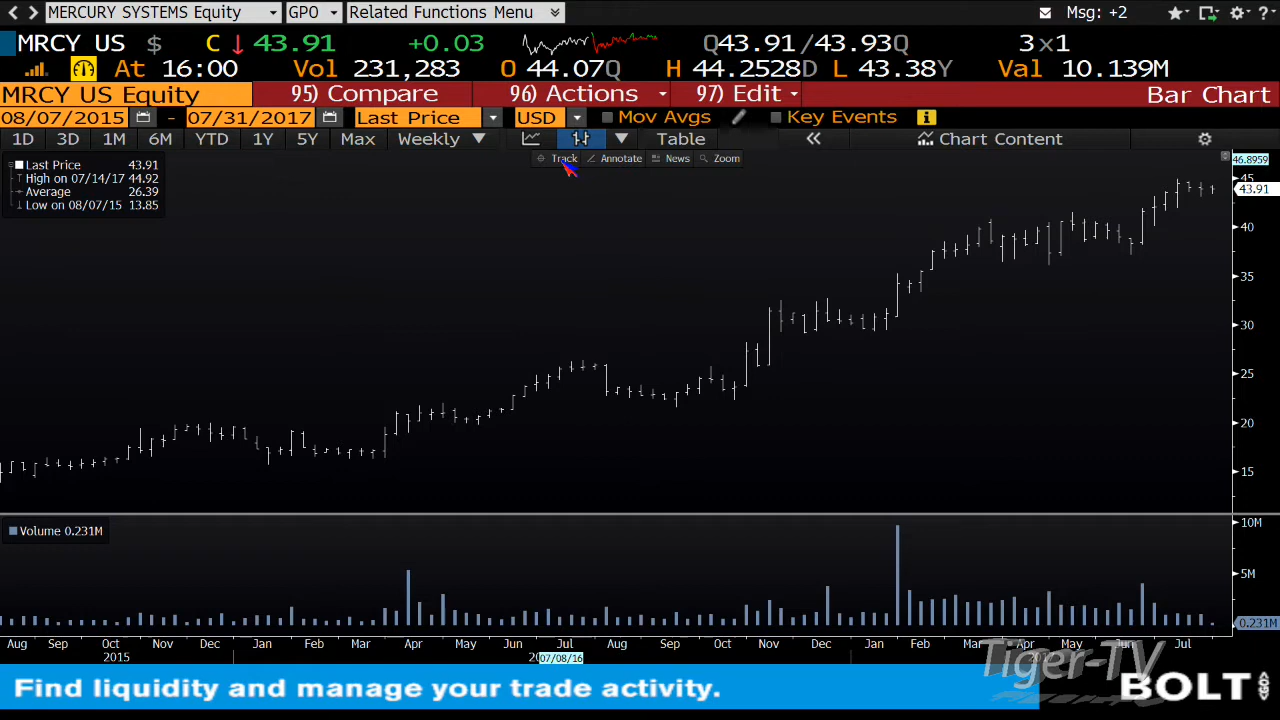 MERCURY SYSTEMS Equity GPO Related Functions Menu Msg: +2
MRCY US $ C 43.91 +0.03 Q43.91/43.93Q 3x1
At 16:00 Vol 231,283 O 44.07Q H 44.2528D L 43.38Y Val 10.139M
MRCY US Equity 95) Compare 96) Actions 97) Edit Bar Chart
08/07/2015 - 07/31/2017 Last Price USD Mov Avgs Key Events
1D 3D 1M 6M YTD 1Y 5Y Max Weekly Table « Chart Content
Track Annotate News Zoom
Last Price 43.91
High on 07/14/17 44.92
Average 26.39
Low on 08/07/15 13.85
46.8959
45
43.91
40
35
30
25
20
15
Volume 0.231M
10M
5M
0.231M
Aug Sep Oct Nov Dec Jan Feb Mar Apr May Jun Jul Aug Sep Oct Nov Dec Jan Feb Mar Apr May Jun Jul
2015 07/08/16
Tiger-TV
Find liquidity and manage your trade activity.
BOLT